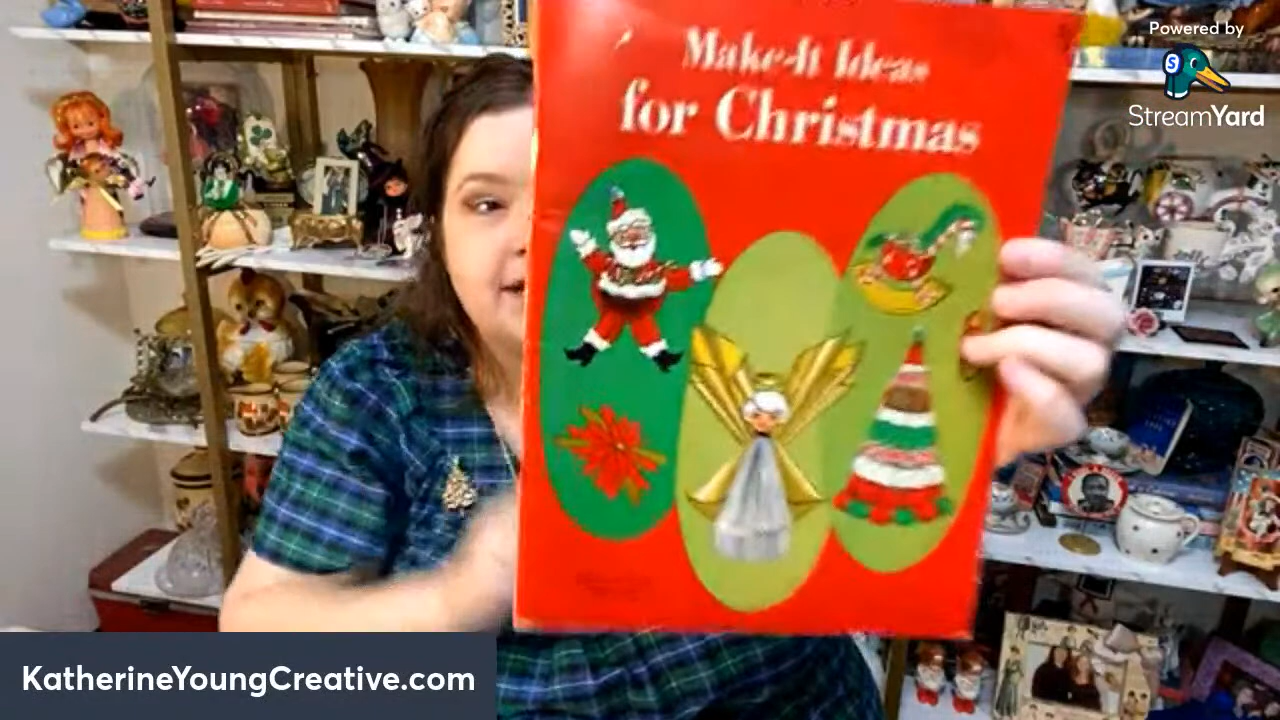 Powered by
StreamYard
Make-It Ideas
for Christmas
KatherineYoungCreative.com